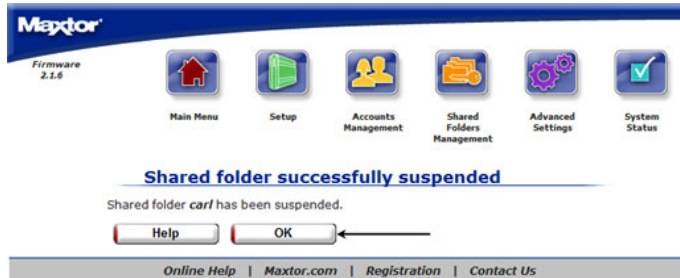 Maxtor
Firmware
2.1.6
Main Menu
Setup
Accounts
Management
Shared
Folders
Management
Advanced
Settings
System
Status
Shared folder successfully suspended
Shared folder carl has been suspended.
Help
OK
Online Help | Maxtor.com | Registration | Contact Us